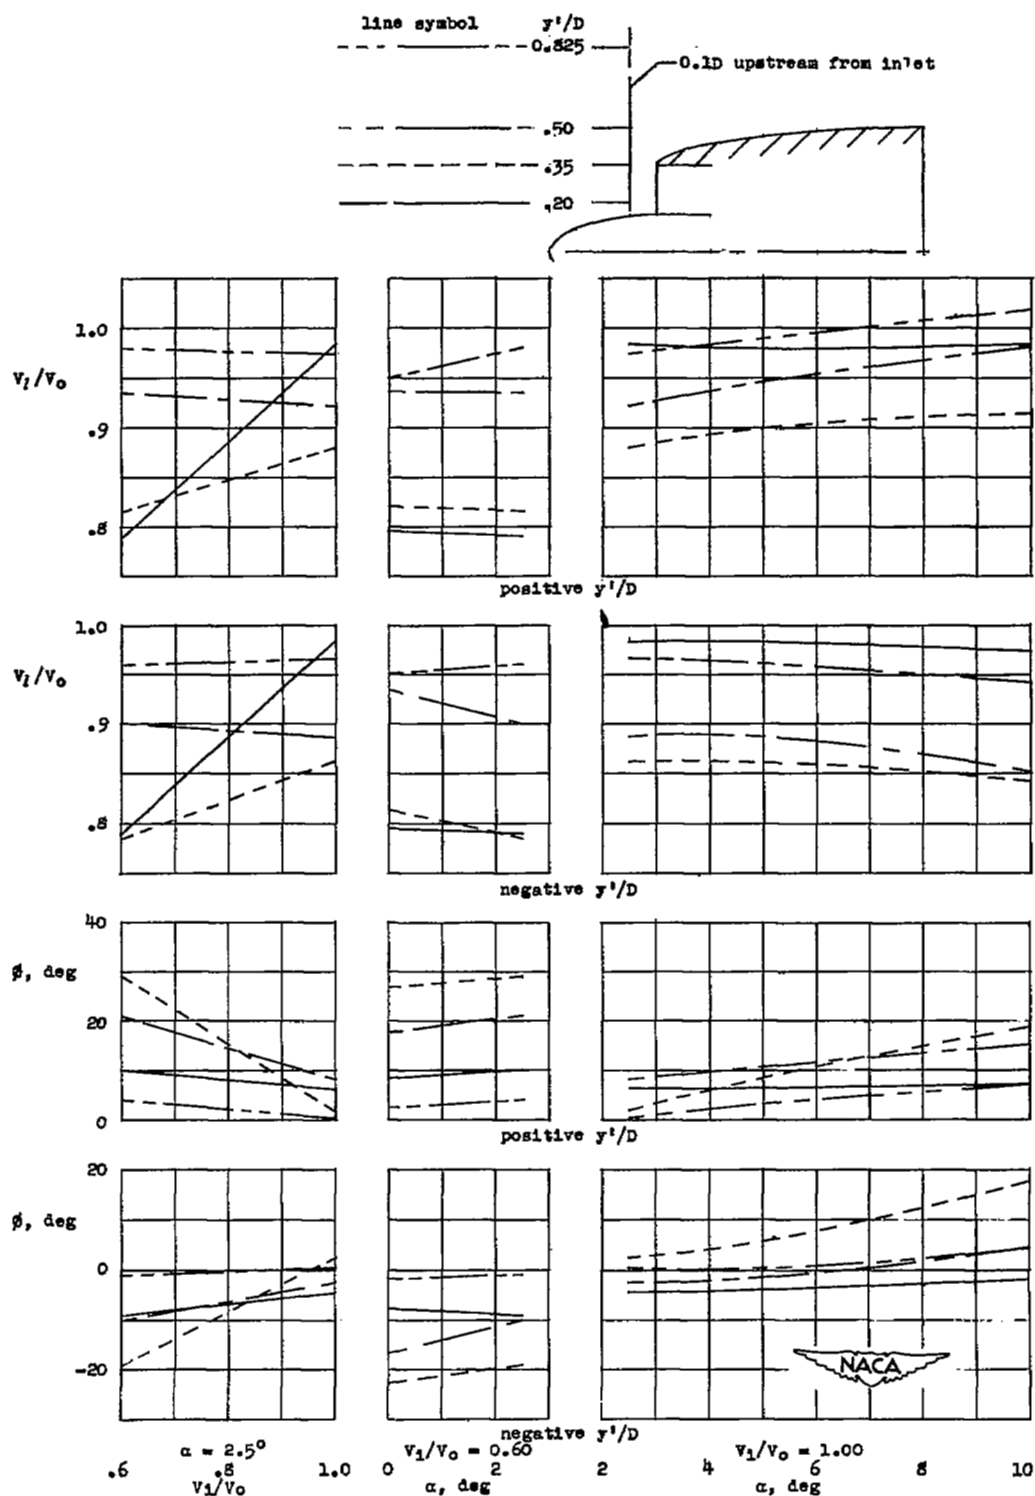 line symbol y'/D
0.825
0.1D upstream from inlet
.50
.35
.20
1.0
V_l/V_o
.9
.8
positive y'/D
1.0
V_l/V_o
.9
.8
negative y'/D
40
ø, deg
20
0
positive y'/D
20
ø, deg
0
-20
NACA
negative y'/D
α = 2.5° V_i/V_o = 0.60 V_i/V_o = 1.00
.6 .8 1.0 0 2 2 4 6 8 10
V_i/V_o α, deg α, deg